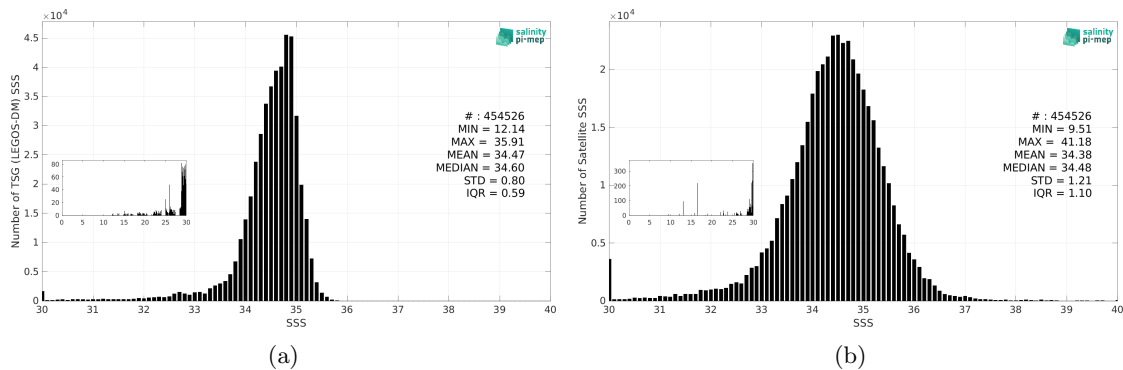 ×10⁴
4.5
4
3.5
3
2.5
2
1.5
1
0.5
0
30 31 32 33 34 35 36 37 38 39 40
SSS
Number of TSG (LEGOS-DM) SSS
salinity
pi-mep
# : 454526
MIN = 12.14
MAX = 35.91
MEAN = 34.47
MEDIAN = 34.60
STD = 0.80
IQR = 0.59
80
60
40
20
0
0 5 10 15 20 25 30
(a)
×10⁴
2
1.5
1
0.5
0
30 31 32 33 34 35 36 37 38 39 40
SSS
Number of Satellite SSS
salinity
pi-mep
# : 454526
MIN = 9.51
MAX = 41.18
MEAN = 34.38
MEDIAN = 34.48
STD = 1.21
IQR = 1.10
300
200
100
0
0 5 10 15 20 25 30
(b)